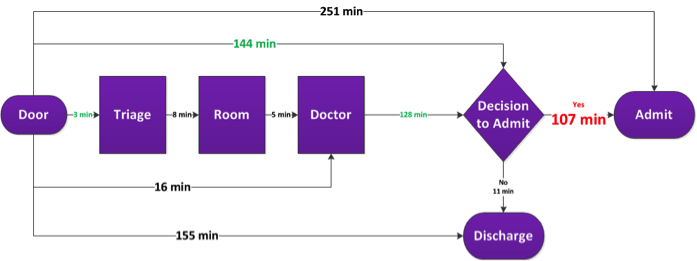 251 min
144 min
Door
3 min
Triage
8 min
Room
5 min
Doctor
128 min
Decision
to Admit
Yes
107 min
Admit
No
11 min
16 min
155 min
Discharge